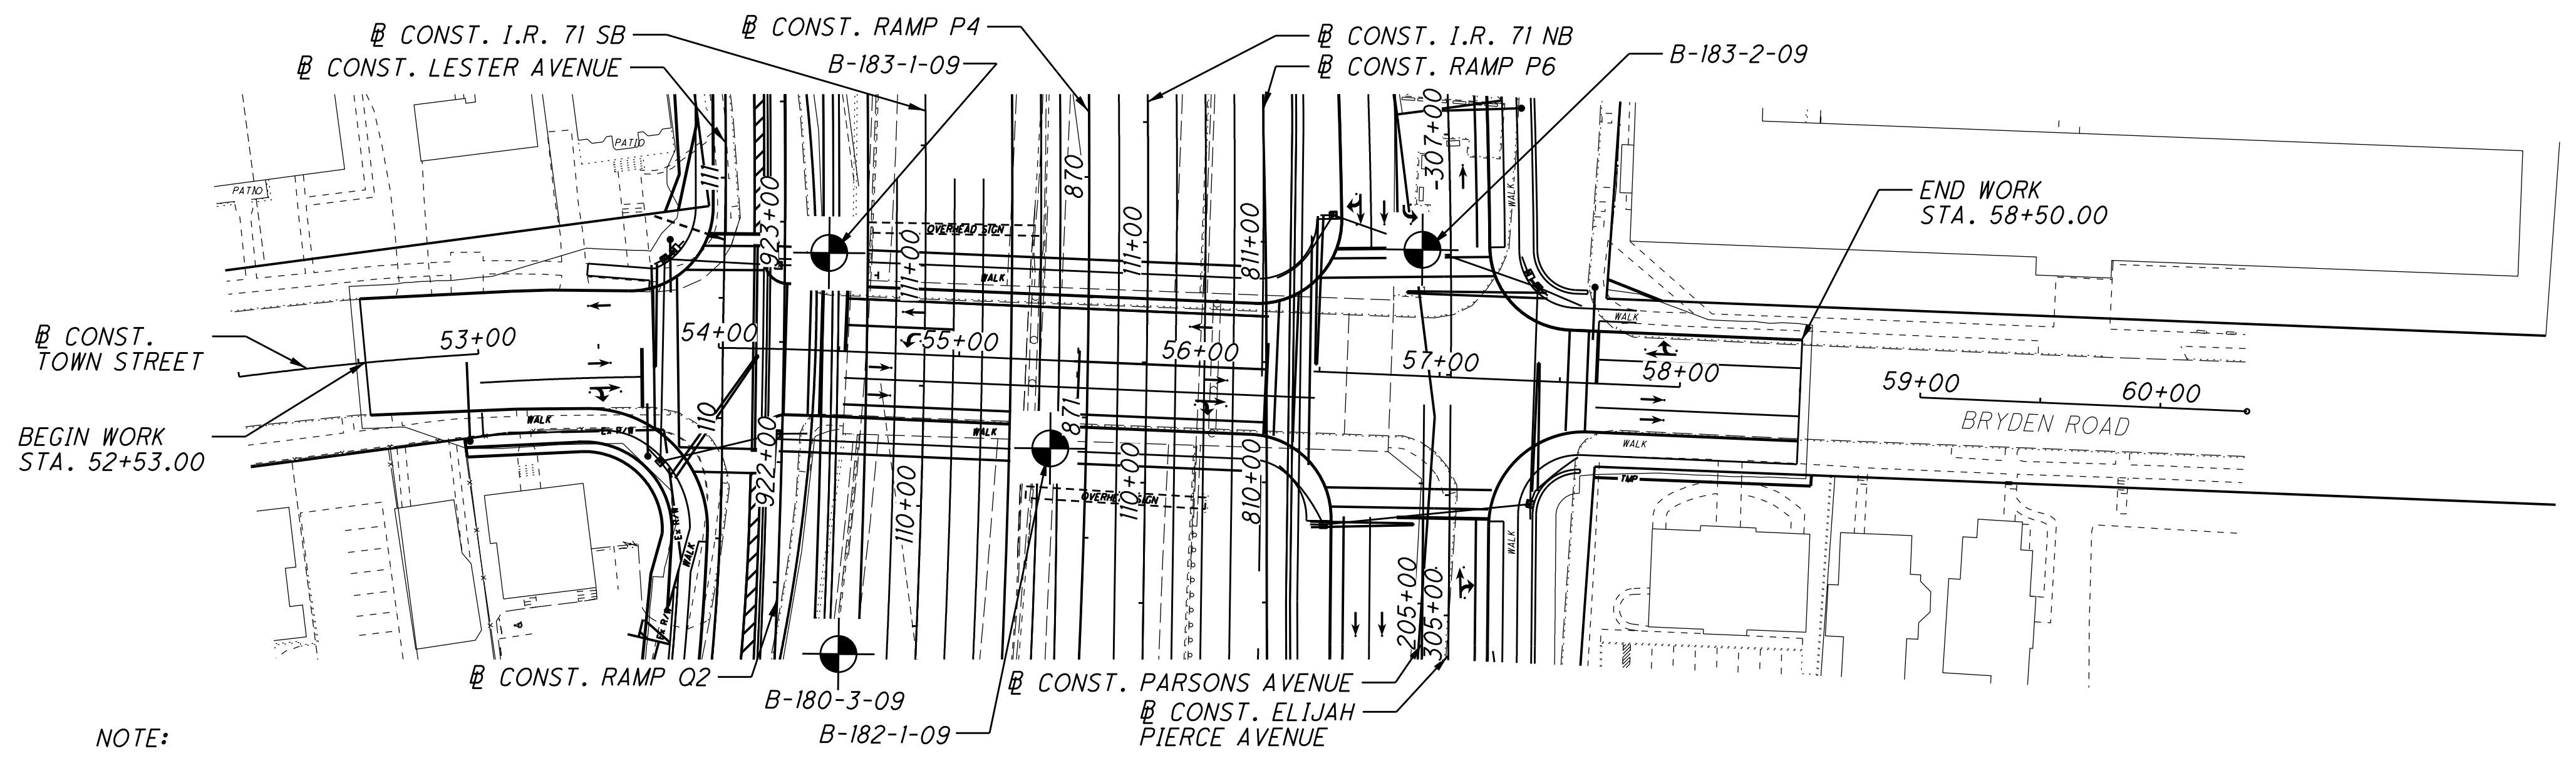 ℄ CONST. RAMP P4
℄ CONST. I.R. 71 SB
℄ CONST. I.R. 71 NB
B-183-1-09
B-183-2-09
℄ CONST. LESTER AVENUE
℄ CONST. RAMP P6
PATIO
PATIO
END WORK
STA. 58+50.00
111
923+00
111+00
OVERHEAD SIGN
870
111+00
811+00
307+00
WALK
WALK
WALK
℄ CONST.
TOWN STREET
53+00
54+00
55+00
56+00
57+00
58+00
59+00
60+00
BRYDEN ROAD
BEGIN WORK
STA. 52+53.00
WALK
Ex R/W
110
922+00
WALK
871
WALK
110+00
OVERHEAD SIGN
110+00
810+00
TMP
Ex R/W
WALK
Ex R/W
WALK
205+00
305+00
℄ CONST. RAMP Q2
B-180-3-09
B-182-1-09
℄ CONST. PARSONS AVENUE
℄ CONST. ELIJAH
PIERCE AVENUE
NOTE: